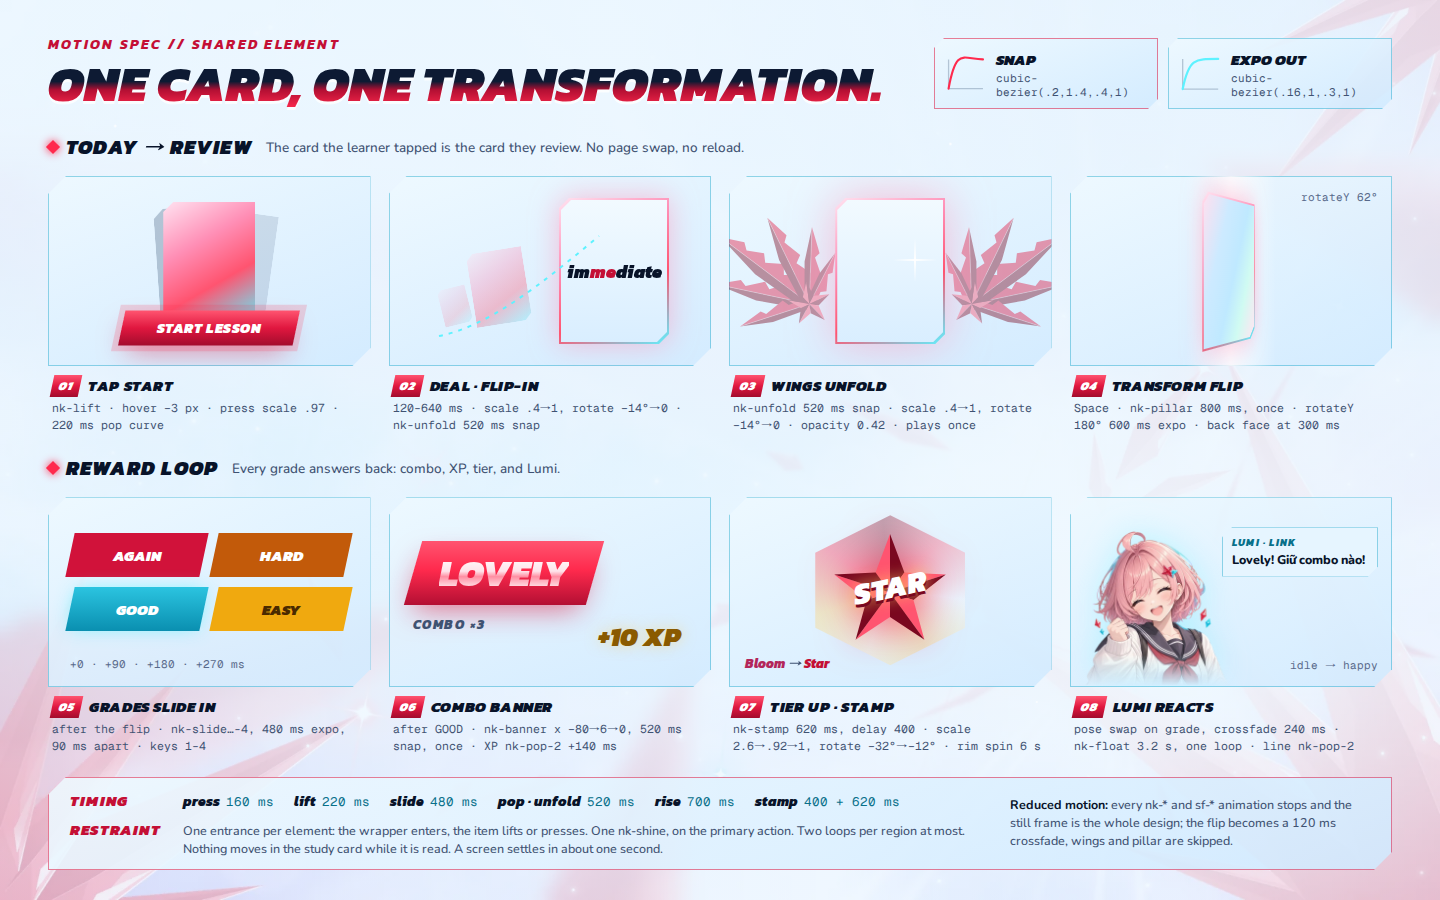 MOTION SPEC // SHARED ELEMENT
ONE CARD, ONE TRANSFORMATION.
SNAP
cubic-
bezier(.2,1.4,.4,1)
EXPO OUT
cubic-
bezier(.16,1,.3,1)
TODAY → REVIEW The card the learner tapped is the card they review. No page swap, no reload.
START LESSON
immediate
rotateY 62°
01 TAP START
nk-lift · hover -3 px · press scale .97 ·
220 ms pop curve
02 DEAL · FLIP-IN
120-640 ms · scale .4→1, rotate -14°→0 ·
nk-unfold 520 ms snap
03 WINGS UNFOLD
nk-unfold 520 ms snap · scale .4→1, rotate
-14°→0 · opacity 0.42 · plays once
04 TRANSFORM FLIP
Space · nk-pillar 800 ms, once · rotateY
180° 600 ms expo · back face at 300 ms
REWARD LOOP Every grade answers back: combo, XP, tier, and Lumi.
AGAIN
HARD
GOOD
EASY
+0 · +90 · +180 · +270 ms
LOVELY
COMBO ×3
+10 XP
STAR
Bloom → Star
LUMI · LINK
Lovely! Giữ combo nào!
idle → happy
05 GRADES SLIDE IN
after the flip · nk-slide…-4, 480 ms expo,
90 ms apart · keys 1-4
06 COMBO BANNER
after GOOD · nk-banner x -80→6→0, 520 ms
snap, once · XP nk-pop-2 +140 ms
07 TIER UP · STAMP
nk-stamp 620 ms, delay 400 · scale
2.6→.92→1, rotate -32°→-12° · rim spin 6 s
08 LUMI REACTS
pose swap on grade, crossfade 240 ms ·
nk-float 3.2 s, one loop · line nk-pop-2
TIMING press 160 ms lift 220 ms slide 480 ms pop · unfold 520 ms rise 700 ms stamp 400 + 620 ms
RESTRAINT One entrance per element: the wrapper enters, the item lifts or presses. One nk-shine, on the primary action. Two loops per region at most.
Nothing moves in the study card while it is read. A screen settles in about one second.
Reduced motion: every nk-* and sf-* animation stops and the
still frame is the whole design; the flip becomes a 120 ms
crossfade, wings and pillar are skipped.